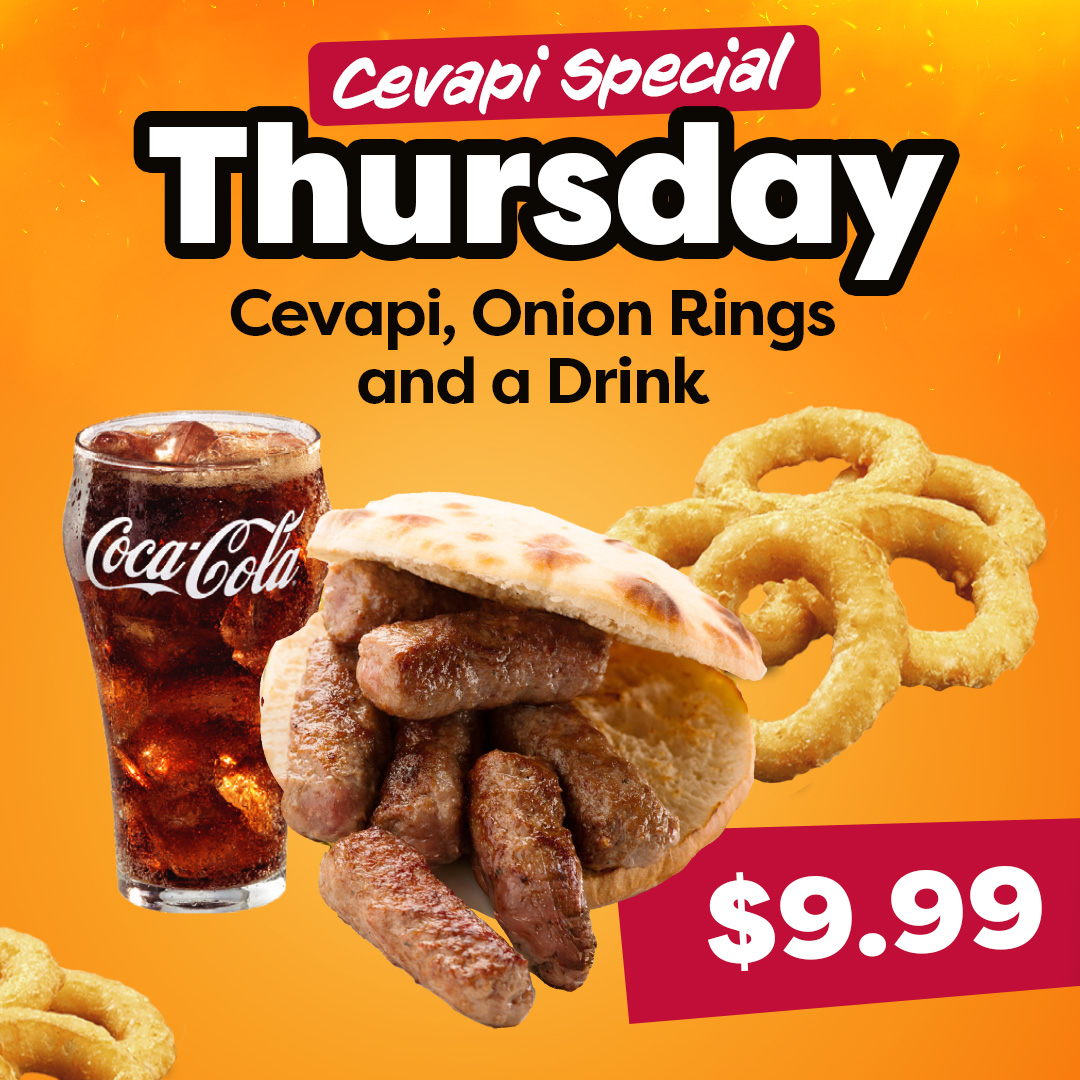 Cevapi Special
Thursday
Cevapi, Onion Rings
and a Drink
Coca-Cola
$9.99